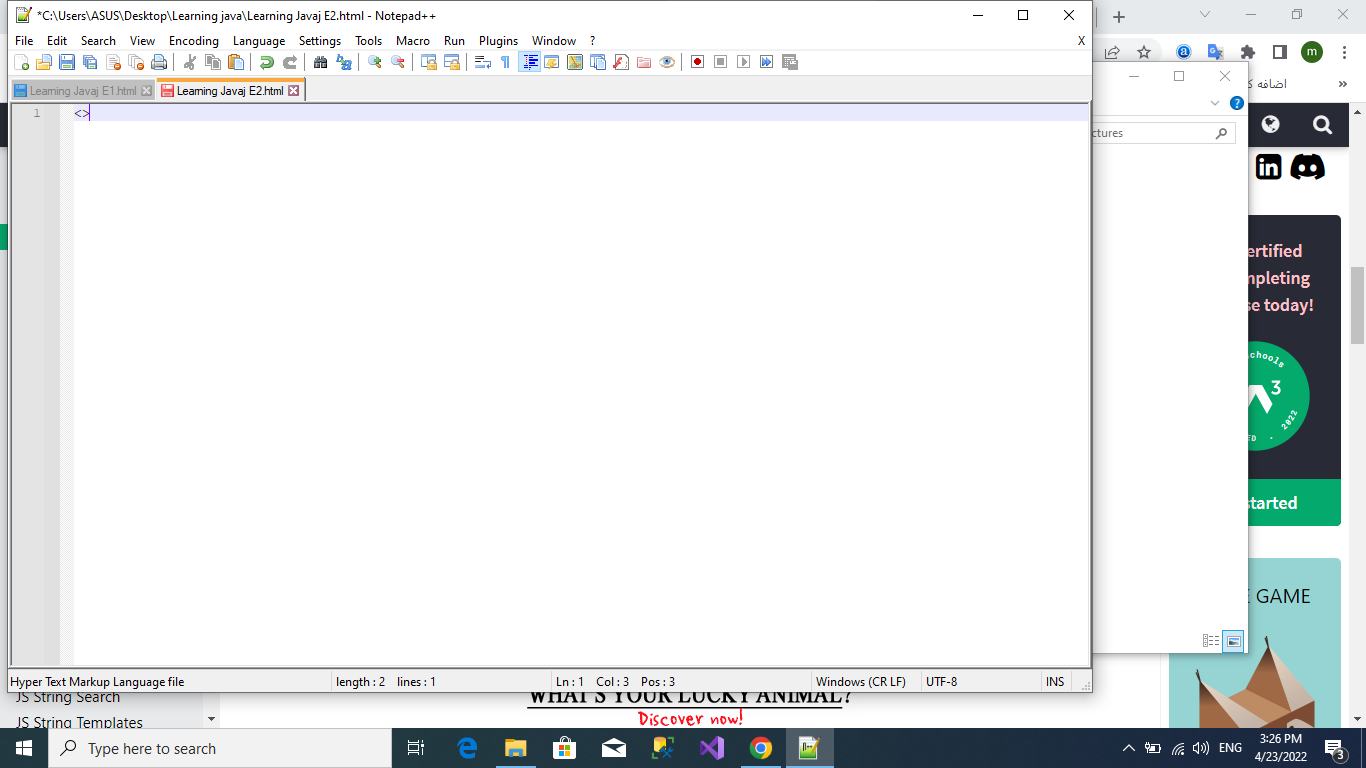 *C:\Users\ASUS\Desktop\Learning java\Learning Javaj E2.html - Notepad++
File Edit Search View Encoding Language Settings Tools Macro Run Plugins Window ? X
Learning Javaj E1.html Learning Javaj E2.html
1 <>
Hyper Text Markup Language file length : 2 lines : 1 Ln : 1 Col : 3 Pos : 3 Windows (CR LF) UTF-8 INS
m
اضافه
ctures
ertified
mpleting
se today!
chools
3
2022
ED
started
E GAME
JS String Search
JS String Templates
WHAT'S YOUR LUCKY ANIMAL?
Discover now!
Type here to search
ENG
3:26 PM
4/23/2022
3